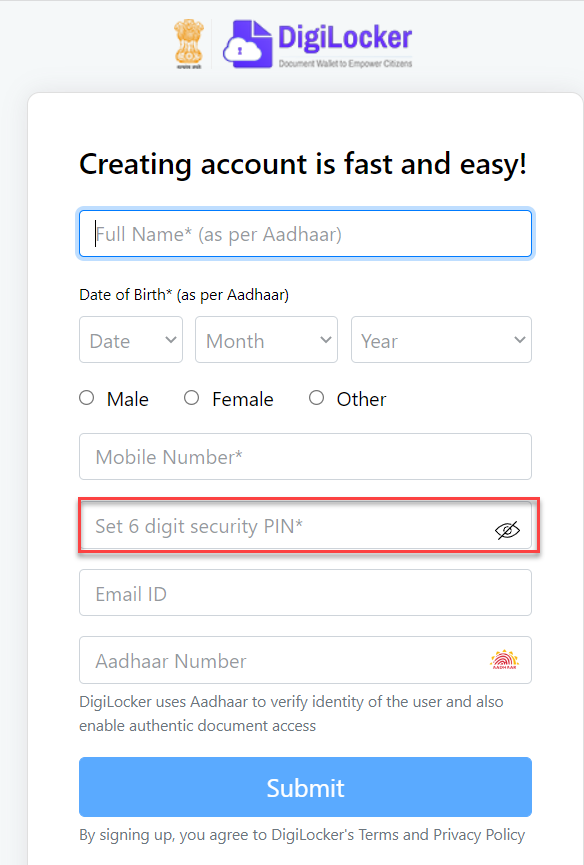 DigiLocker
Document Wallet to Empower Citizens
Creating account is fast and easy!
Full Name* (as per Aadhaar)
Date of Birth* (as per Aadhaar)
Date Month Year
Male Female Other
Mobile Number*
Set 6 digit security PIN*
Email ID
Aadhaar Number
AADHAAR
DigiLocker uses Aadhaar to verify identity of the user and also
enable authentic document access
Submit
By signing up, you agree to DigiLocker's Terms and Privacy Policy